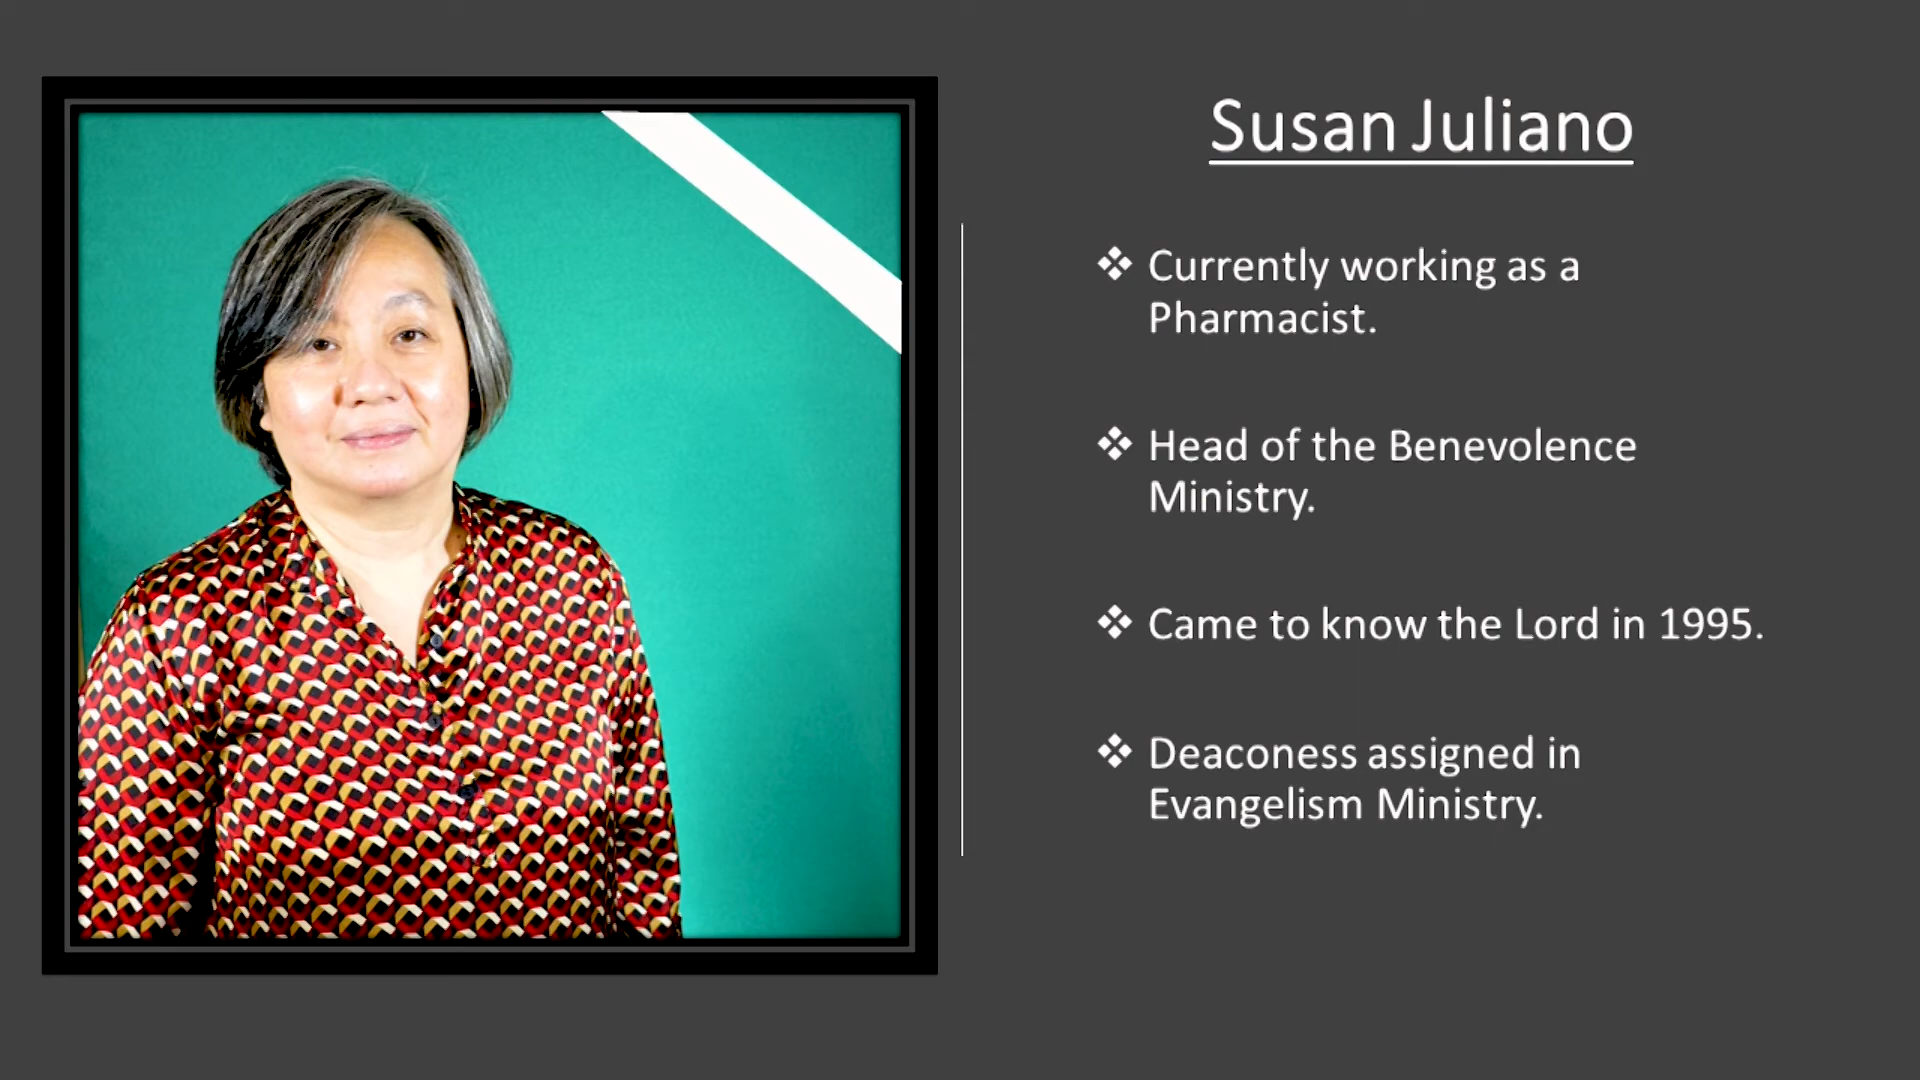 Susan Juliano
❖ Currently working as a
Pharmacist.
❖ Head of the Benevolence
Ministry.
❖ Came to know the Lord in 1995.
❖ Deaconess assigned in
Evangelism Ministry.